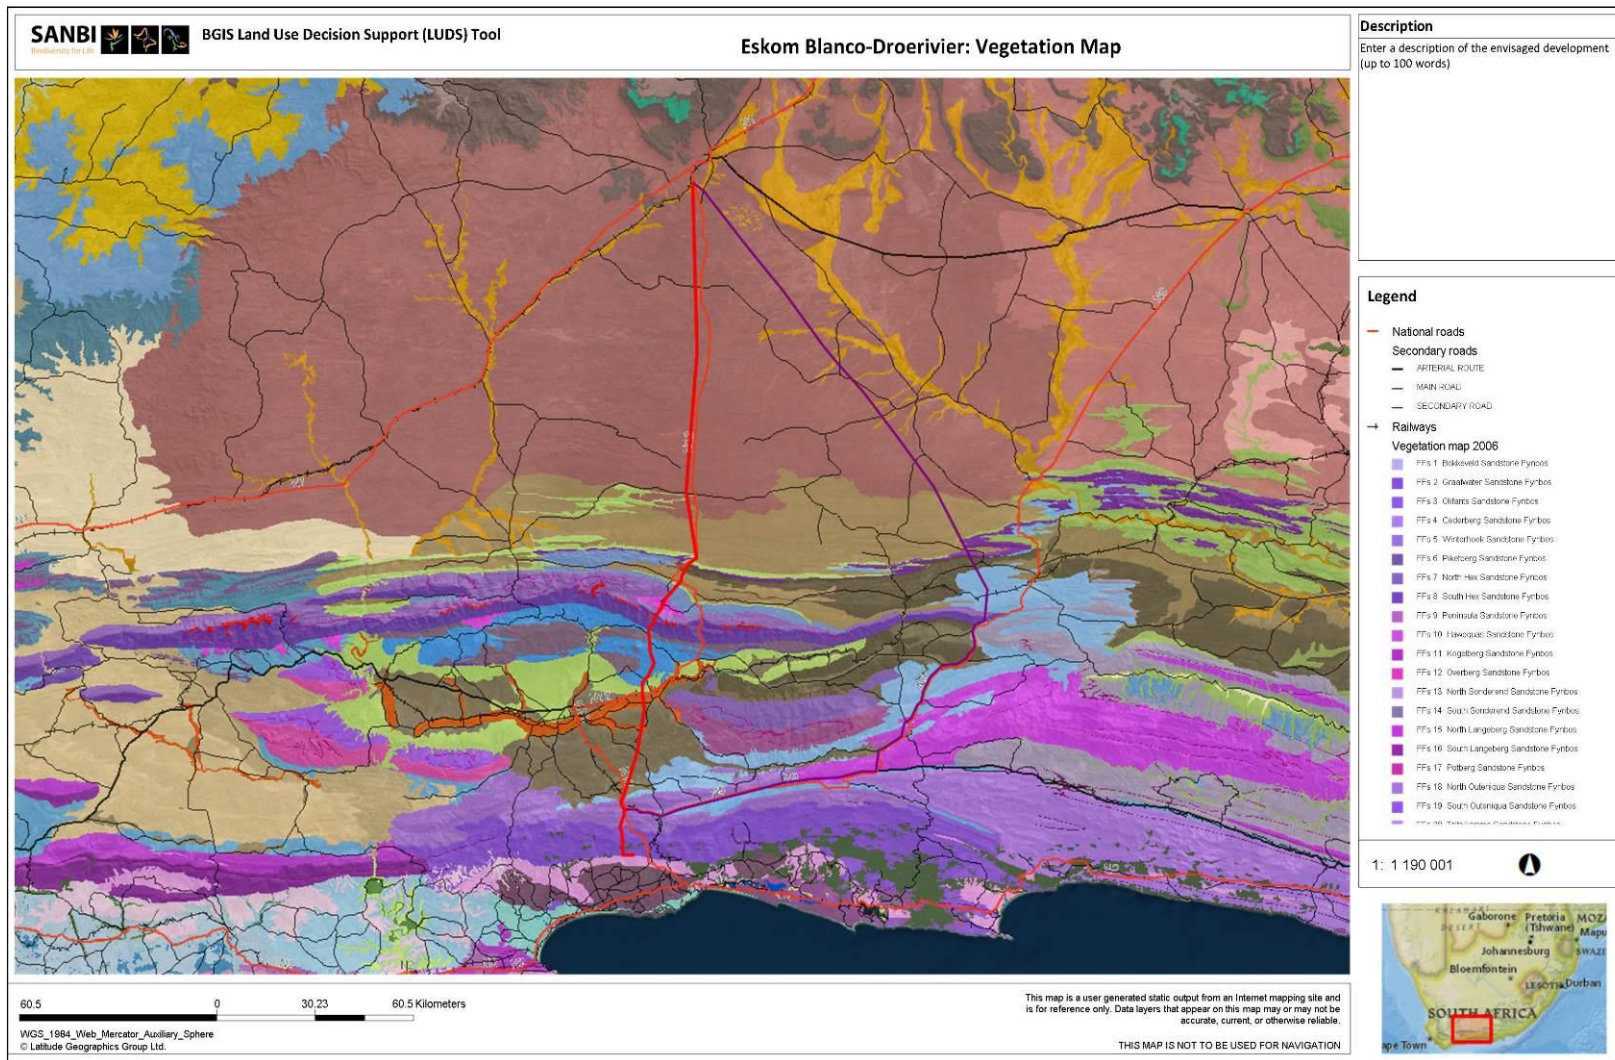 SANBI
Biodiversity for Life
BGIS Land Use Decision Support (LUDS) Tool
Eskom Blanco-Droerivier: Vegetation Map
Description
Enter a description of the envisaged development
(up to 100 words)
Legend
National roads
Secondary roads
ARTERIAL ROUTE
MAIN ROAD
SECONDARY ROAD
Railways
Vegetation map 2006
FFs 1 Bokkeveld Sandstone Fynbos
FFs 2 Graafwater Sandstone Fynbos
FFs 3 Olifants Sandstone Fynbos
FFs 4 Cederberg Sandstone Fynbos
FFs 5 Winterhoek Sandstone Fynbos
FFs 6 Piketberg Sandstone Fynbos
FFs 7 North Hex Sandstone Fynbos
FFs 8 South Hex Sandstone Fynbos
FFs 9 Peninsula Sandstone Fynbos
FFs 10 Hawequas Sandstone Fynbos
FFs 11 Kogelberg Sandstone Fynbos
FFs 12 Overberg Sandstone Fynbos
FFs 13 North Sonderend Sandstone Fynbos
FFs 14 South Sonderend Sandstone Fynbos
FFs 15 North Langeberg Sandstone Fynbos
FFs 16 South Langeberg Sandstone Fynbos
FFs 17 Potberg Sandstone Fynbos
FFs 18 North Outeniqua Sandstone Fynbos
FFs 19 South Outeniqua Sandstone Fynbos
1: 1 190 001
KALAHARI
DESERT
Gaborone
Pretoria
(Tshwane)
MOZ
Mapu
Johannesburg
SWAZI
Bloemfontein
LESOTHO
Durban
SOUTH AFRICA
ape Town
60.5
0
30.23
60.5 Kilometers
WGS_1984_Web_Mercator_Auxiliary_Sphere
© Latitude Geographics Group Ltd.
This map is a user generated static output from an Internet mapping site and
is for reference only. Data layers that appear on this map may or may not be
accurate, current, or otherwise reliable.
THIS MAP IS NOT TO BE USED FOR NAVIGATION